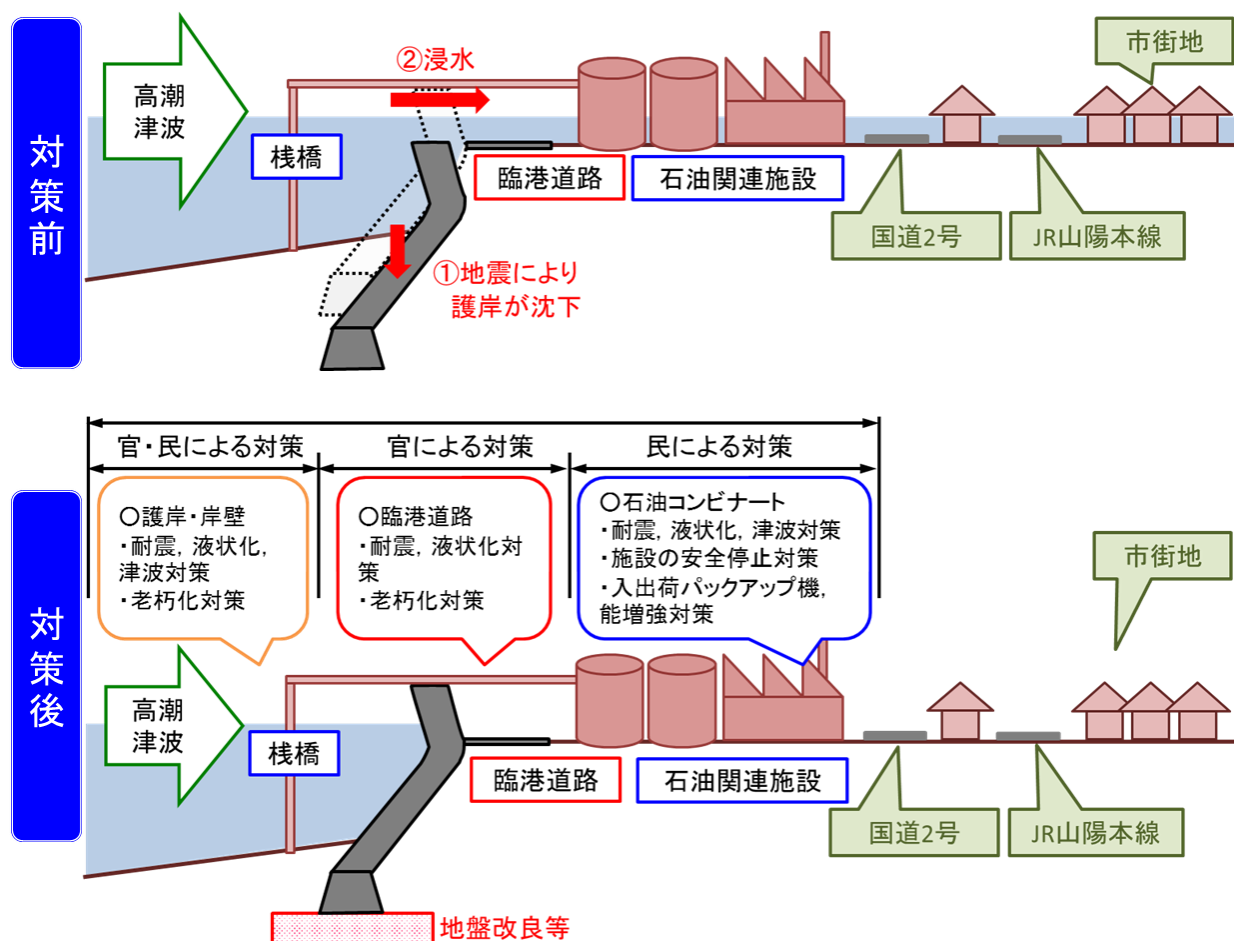 対策前
高潮
津波
②浸水
市街地
桟橋
臨港道路
石油関連施設
国道2号
JR山陽本線
①地震により
護岸が沈下
官・民による対策
官による対策
民による対策
対策後
〇護岸・岸壁
・耐震, 液状化,
津波対策
・老朽化対策
〇臨港道路
・耐震, 液状化対
策
・老朽化対策
〇石油コンビナート
・耐震, 液状化, 津波対策
・施設の安全停止対策
・入出荷バックアップ機,
能増強対策
市街地
高潮
津波
桟橋
臨港道路
石油関連施設
国道2号
JR山陽本線
地盤改良等